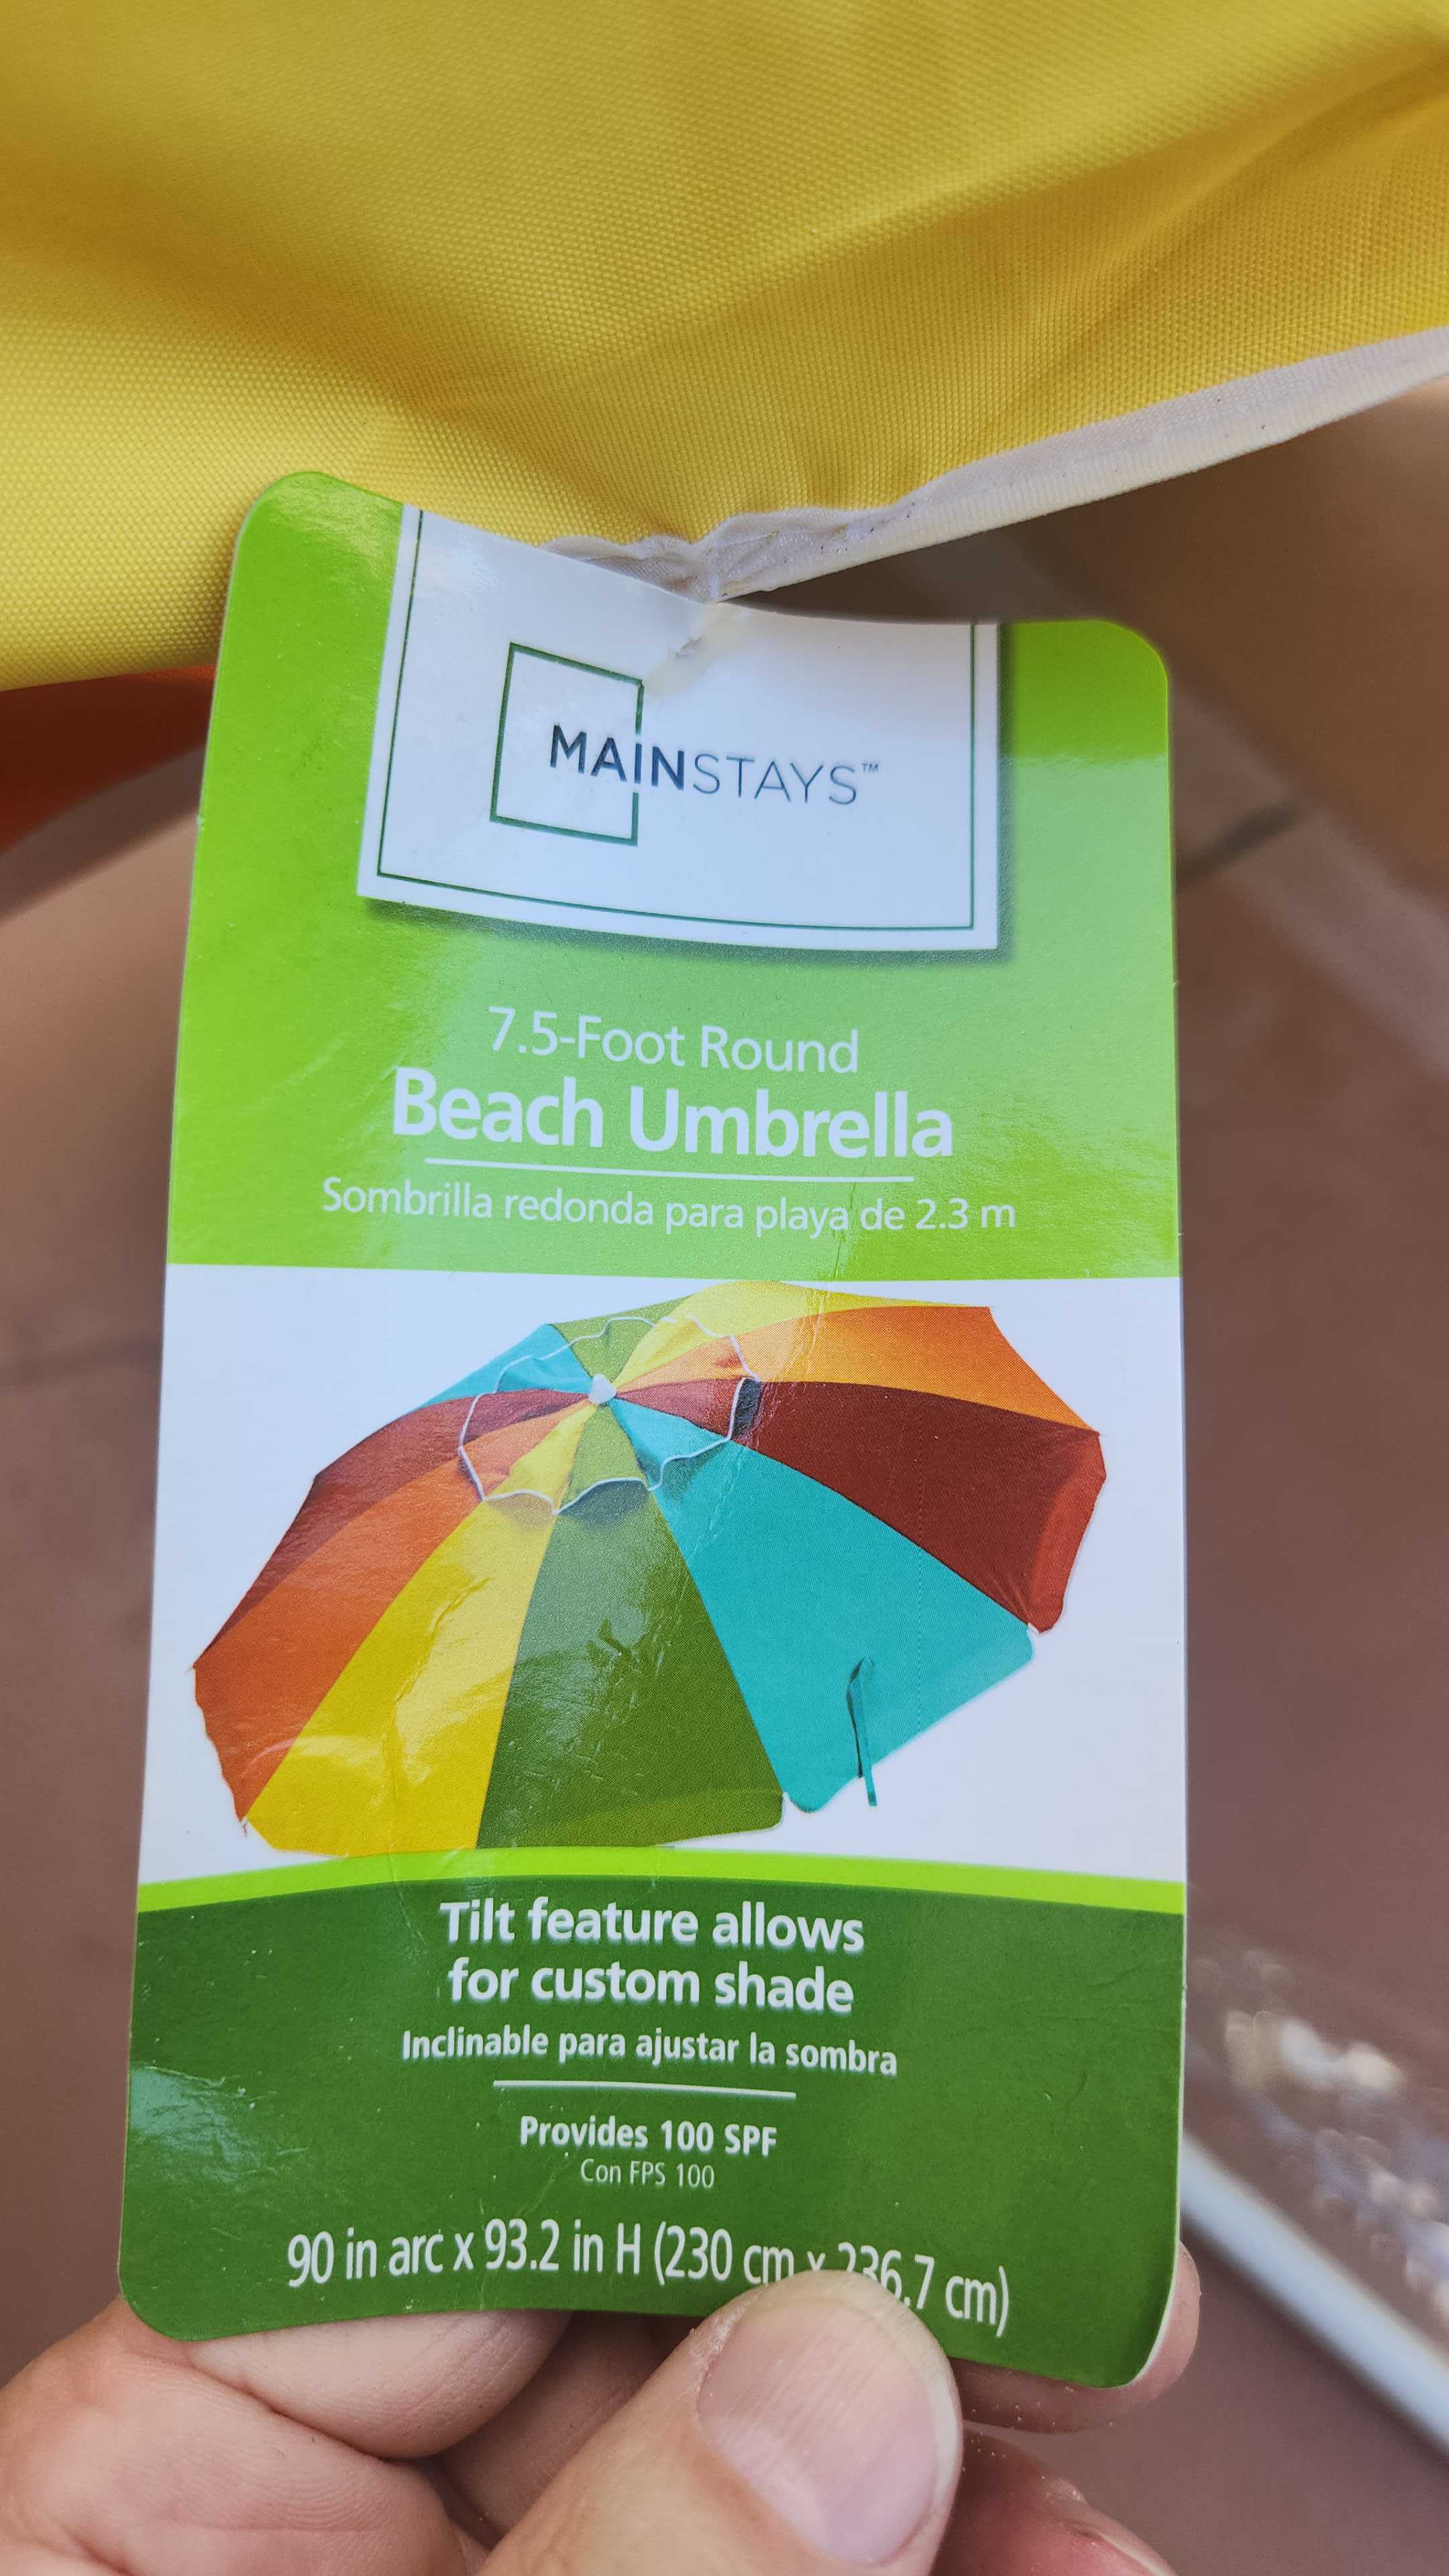 MAINSTAYS™
7.5-Foot Round
Beach Umbrella
Sombrilla redonda para playa de 2.3 m
Tilt feature allows
for custom shade
Inclinable para ajustar la sombra
Provides 100 SPF
Con FPS 100
90 in arc x 93.2 in H (230 cm x 236.7 cm)